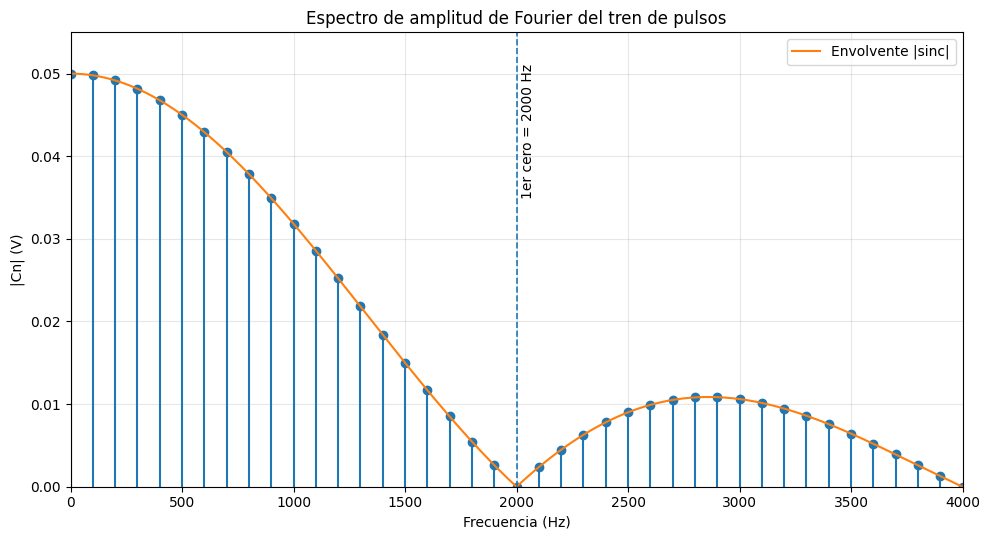 Espectro de amplitud de Fourier del tren de pulsos
Envolvente |sinc|
1er cero = 2000 Hz
|Cn| (V)
0.05
0.04
0.03
0.02
0.01
0.00
0 500 1000 1500 2000 2500 3000 3500 4000
Frecuencia (Hz)